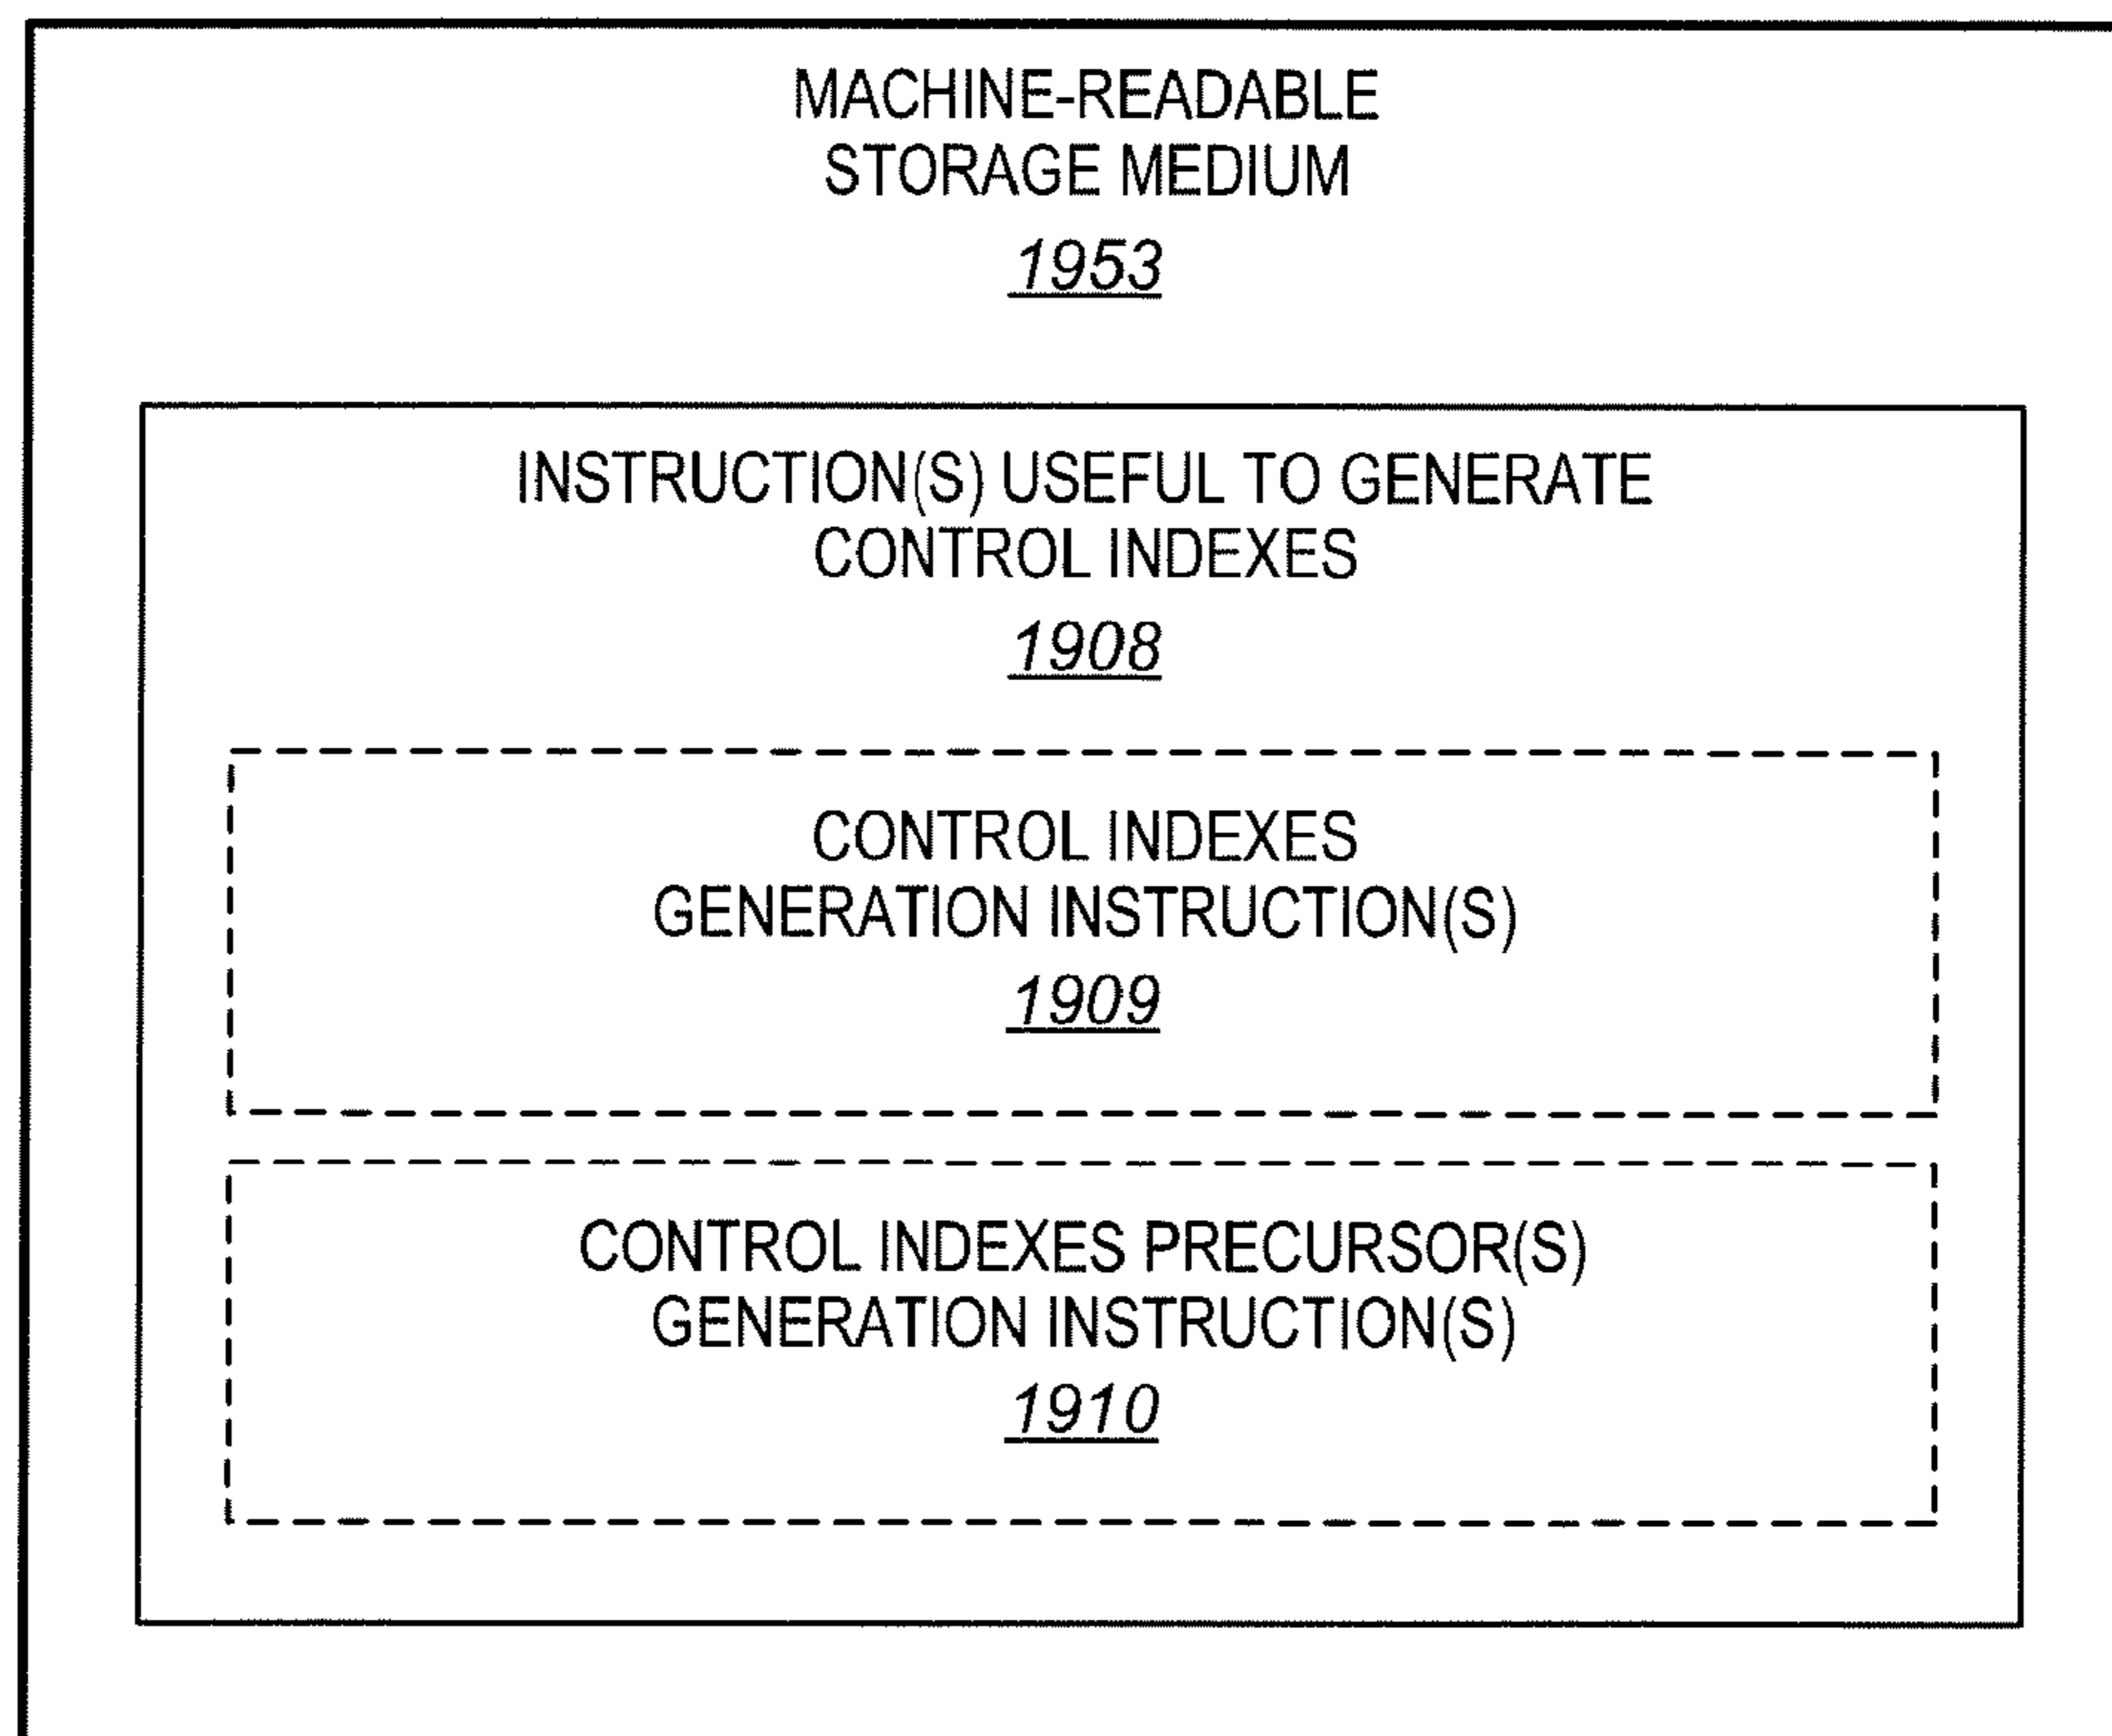 MACHINE-READABLE
STORAGE MEDIUM
1953
INSTRUCTION(S) USEFUL TO GENERATE
CONTROL INDEXES
1908
CONTROL INDEXES
GENERATION INSTRUCTION(S)
1909
CONTROL INDEXES PRECURSOR(S)
GENERATION INSTRUCTION(S)
1910